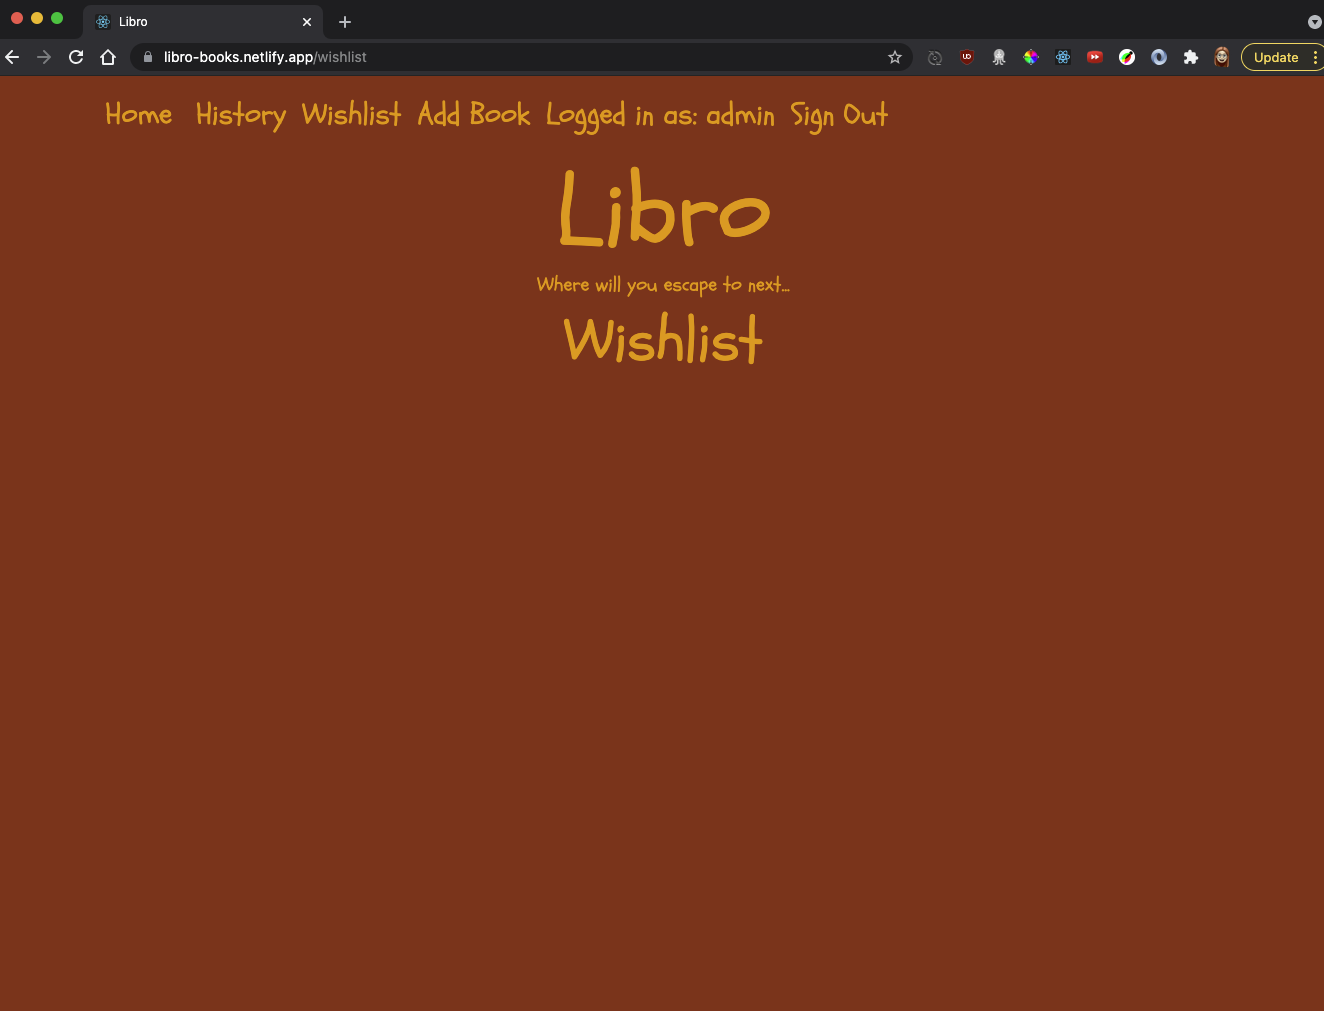 Libro
libro-books.netlify.app/wishlist
Update
Home History Wishlist Add Book Logged in as: admin Sign Out
Libro
Where will you escape to next...
Wishlist